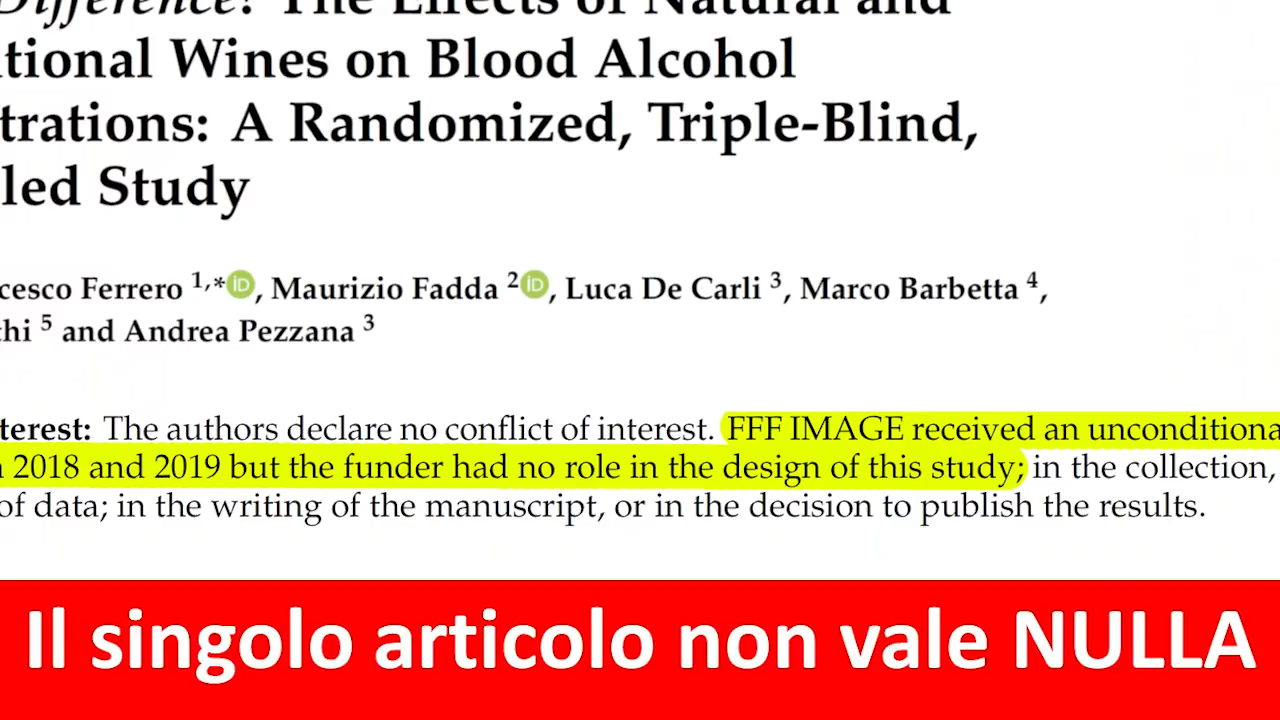 Difference? The Effects of Natural and
tional Wines on Blood Alcohol
trations: A Randomized, Triple-Blind,
led Study
cesco Ferrero 1,* iD, Maurizio Fadda 2 iD, Luca De Carli 3, Marco Barbetta 4,
hi 5 and Andrea Pezzana 3
terest: The authors declare no conflict of interest. FFF IMAGE received an unconditiona
2018 and 2019 but the funder had no role in the design of this study; in the collection,
of data; in the writing of the manuscript, or in the decision to publish the results.
Il singolo articolo non vale NULLA